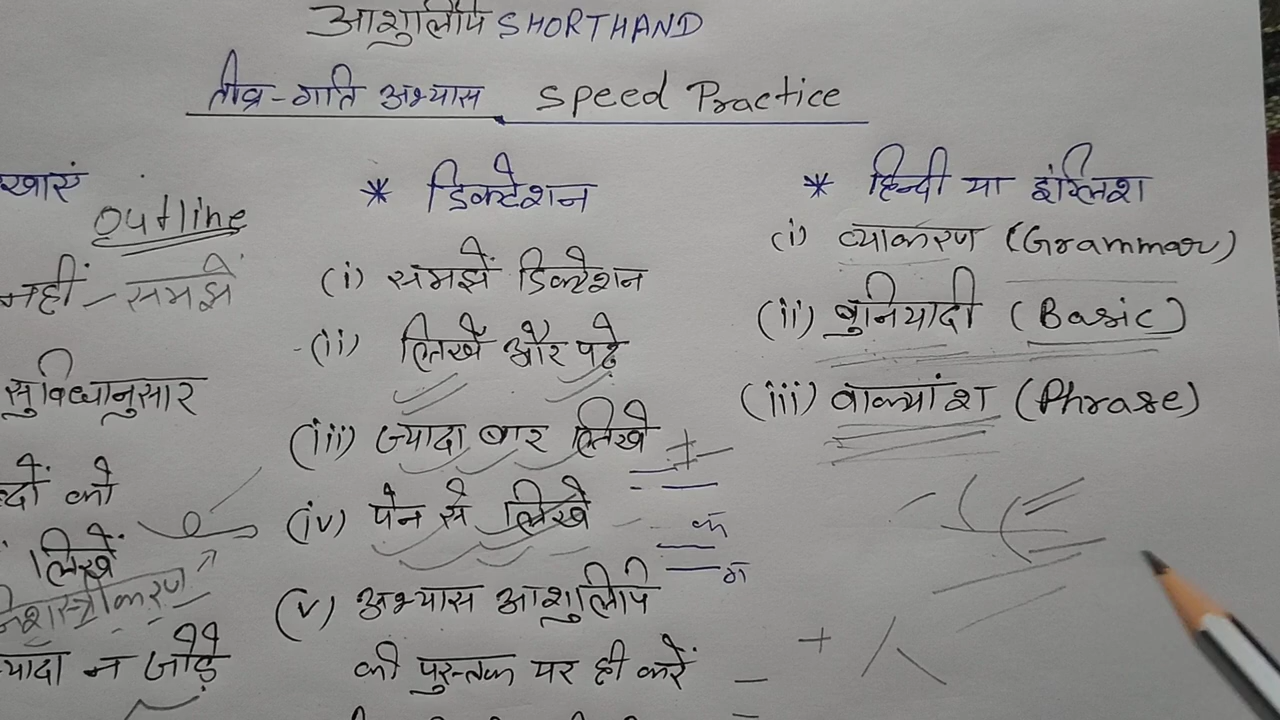 आशुलिपि SHORTHAND
तीव्र-गति अभ्यास Speed Practice
outline
नहीं - समझें
सुविधानुसार
को
लिखें
न जोड़ें
* डिक्टेशन
(i) समझें डिक्टेशन
(ii) लिखें और पढ़े
(iii) ज्यादा बार लिखे
(iv) पेन से लिखे
(v) अभ्यास आशुलिपि
की पुस्तक पर ही करें
क
ग
* हिन्दी या इंग्लिश
(i) व्याकरण (Grammar)
(ii) बुनियादी (Basic)
(iii) वाक्यांश (Phrase)